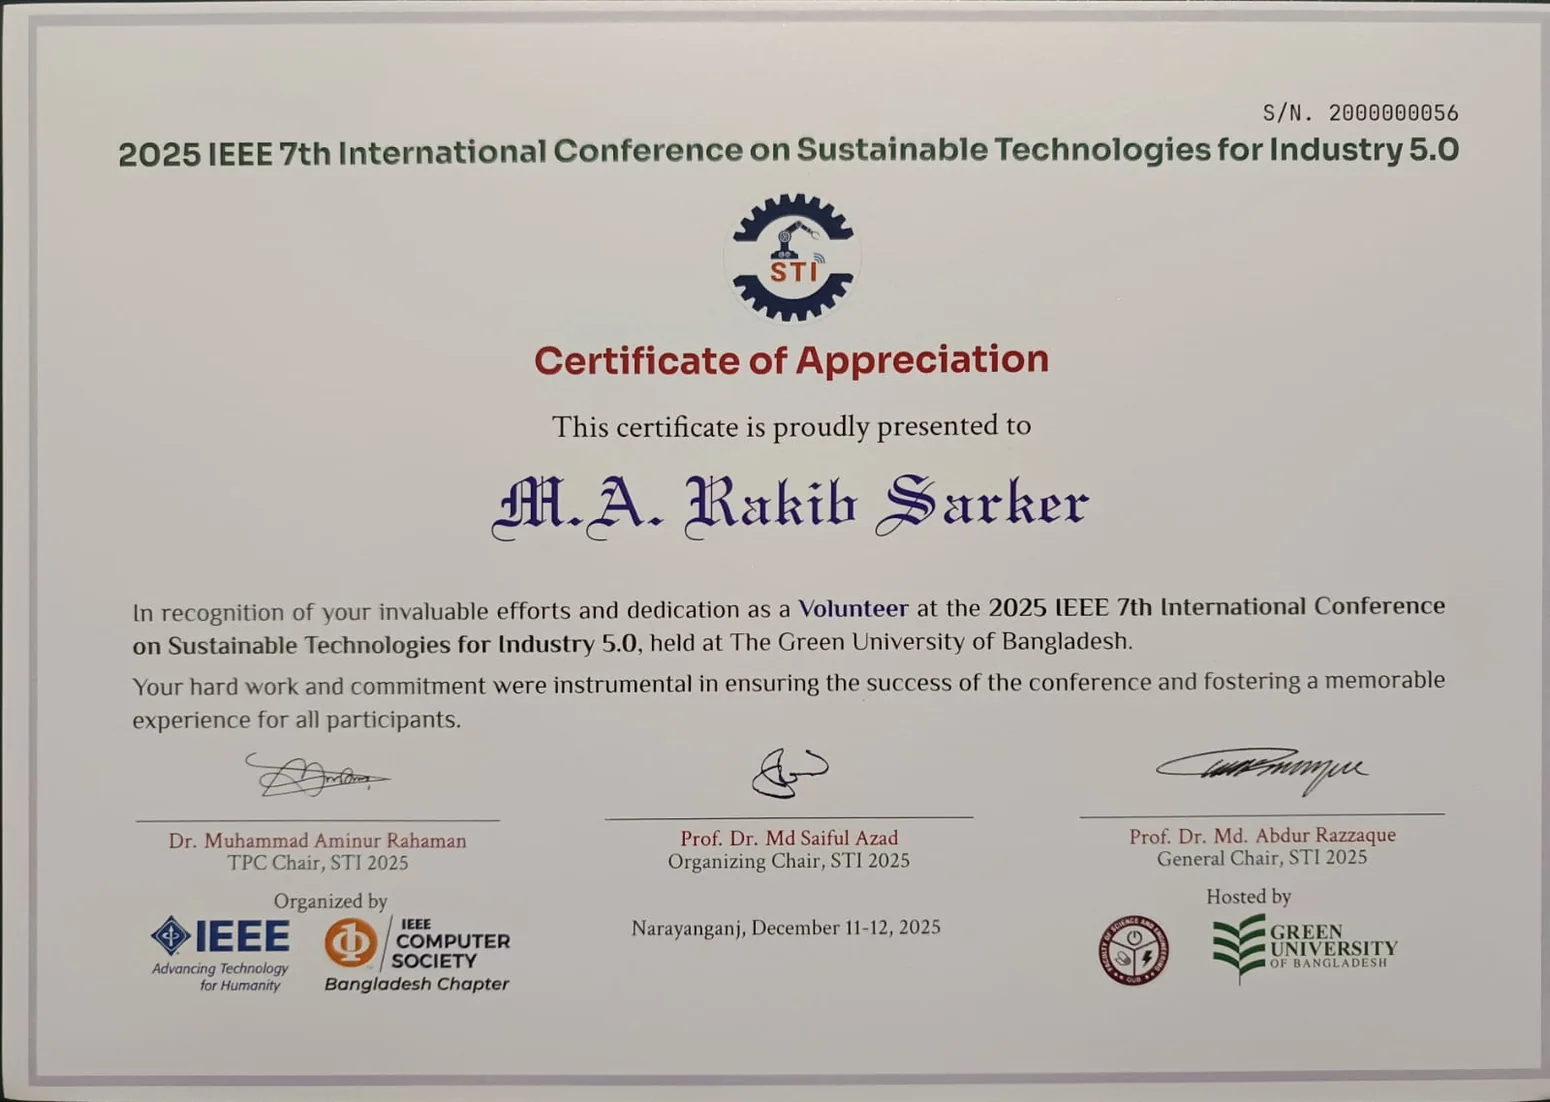 S/N. 2000000056
2025 IEEE 7th International Conference on Sustainable Technologies for Industry 5.0
STI
Certificate of Appreciation
This certificate is proudly presented to
M.A. Rakib Sarker
In recognition of your invaluable efforts and dedication as a Volunteer at the 2025 IEEE 7th International Conference
on Sustainable Technologies for Industry 5.0, held at The Green University of Bangladesh.
Your hard work and commitment were instrumental in ensuring the success of the conference and fostering a memorable
experience for all participants.
Dr. Muhammad Aminur Rahaman
TPC Chair, STI 2025
Prof. Dr. Md Saiful Azad
Organizing Chair, STI 2025
Prof. Dr. Md. Abdur Razzaque
General Chair, STI 2025
Organized by
IEEE
Advancing Technology
for Humanity
IEEE
COMPUTER
SOCIETY
Bangladesh Chapter
Narayanganj, December 11-12, 2025
Hosted by
FACULTY OF SCIENCE AND ENGINEERING
GUB
GREEN
UNIVERSITY
OF BANGLADESH